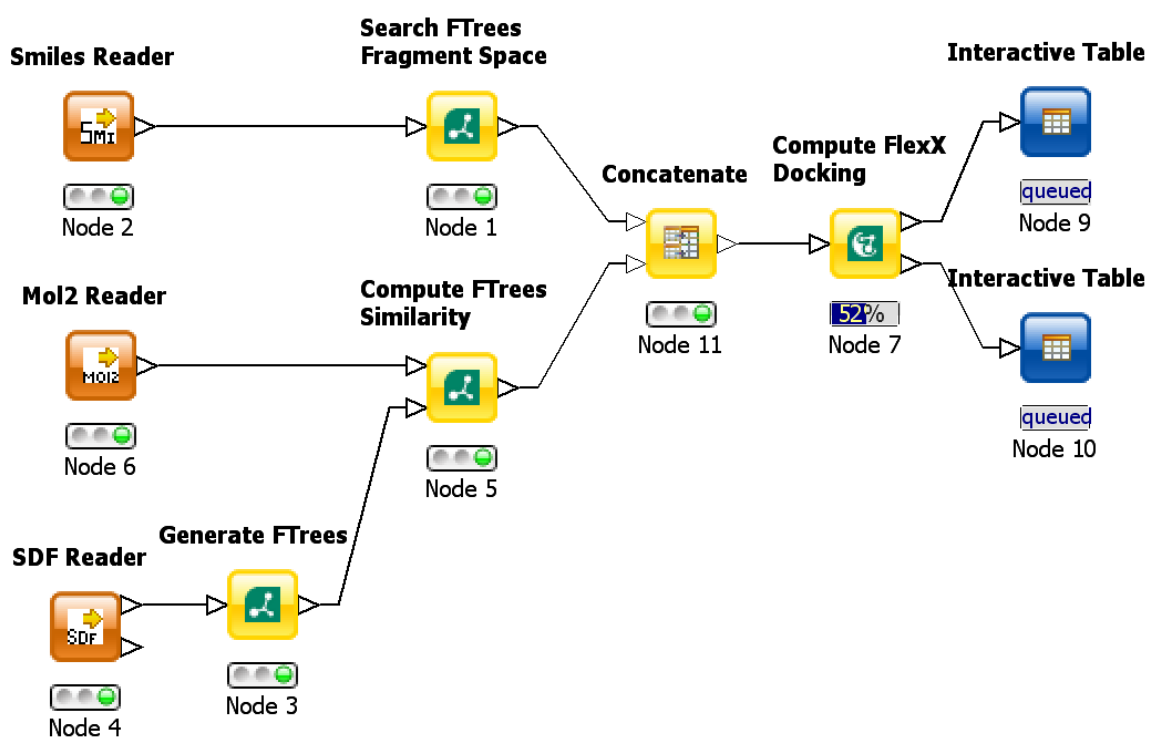 Search FTrees
Fragment Space
Smiles Reader
Interactive Table
SMI
Compute FlexX
Docking
Concatenate
queued
Node 9
Node 2
Node 1
Interactive Table
Mol2 Reader
Compute FTrees
Similarity
52%
Node 11
Node 7
MOl2
queued
Node 10
Node 6
Node 5
Generate FTrees
SDF Reader
SDF
Node 3
Node 4